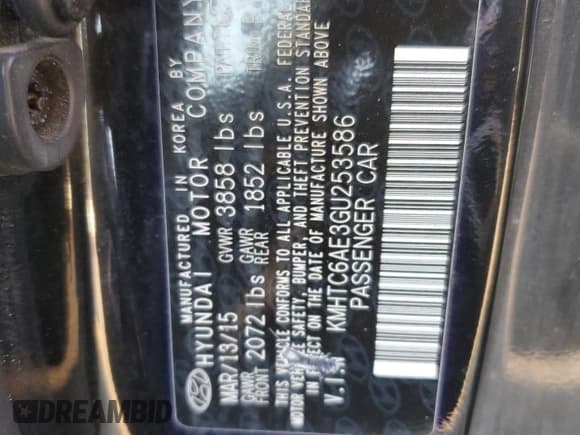 MANUFACTURED IN KOREA BY
HYUNDAI MOTOR COMPANY
MAR/13/15 GVWR 3858 lbs
GAWR FRONT 2072 lbs GAWR REAR 1852 lbs
THIS VEHICLE CONFORMS TO ALL APPLICABLE U.S.A. FEDERAL
MOTOR VEHICLE SAFETY, BUMPER, AND THEFT PREVENTION STANDARDS
IN EFFECT ON THE DATE OF MANUFACTURE SHOWN ABOVE
V.I.N KMHTC6AE3GU253586
PASSENGER CAR
DREAMBID